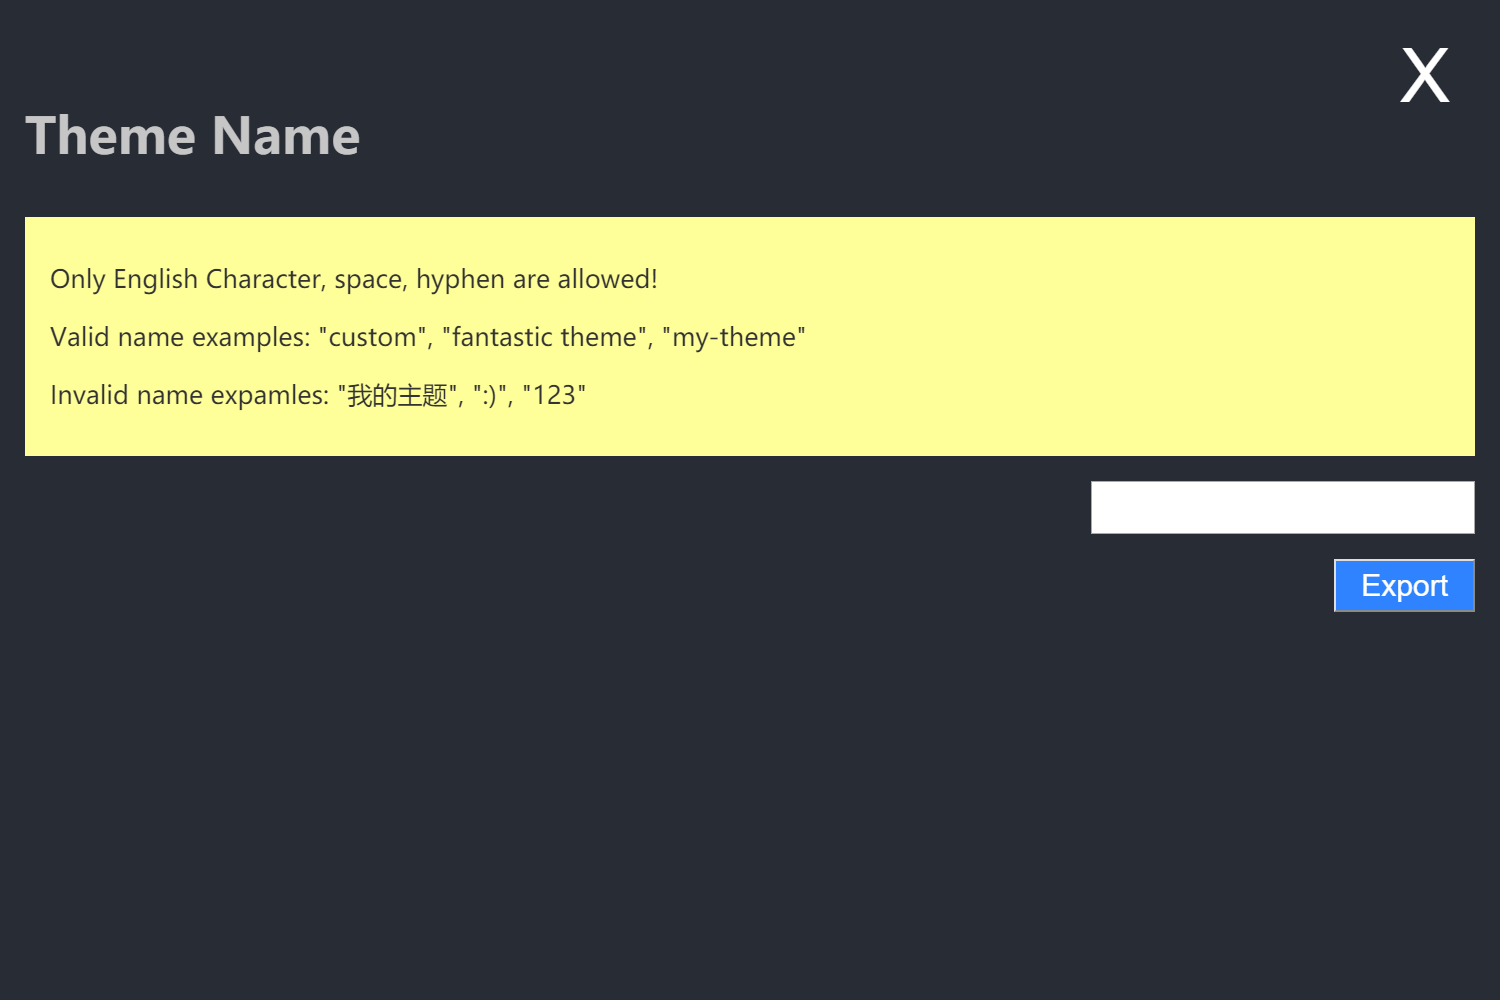 X
Theme Name
Only English Character, space, hyphen are allowed!
Valid name examples: "custom", "fantastic theme", "my-theme"
Invalid name expamles: "我的主题", ":)", "123"
Export